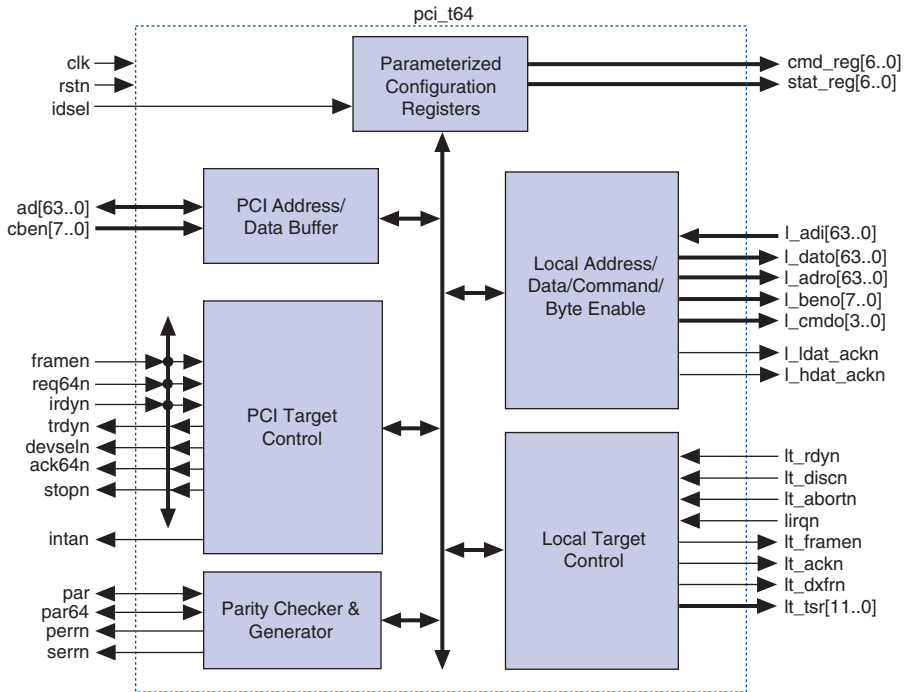 pci_t64
clk
rstn
idsel
Parameterized
Configuration
Registers
cmd_reg[6..0]
stat_reg[6..0]
ad[63..0]
cben[7..0]
PCI Address/
Data Buffer
Local Address/
Data/Command/
Byte Enable
l_adi[63..0]
l_dato[63..0]
l_adro[63..0]
l_beno[7..0]
l_cmdo[3..0]
l_ldat_ackn
l_hdat_ackn
framen
req64n
irdyn
trdyn
devseln
ack64n
stopn
intan
PCI Target
Control
Local Target
Control
lt_rdyn
lt_discn
lt_abortn
lirqn
lt_framen
lt_ackn
lt_dxfrn
lt_tsr[11..0]
par
par64
perrn
serrn
Parity Checker &
Generator